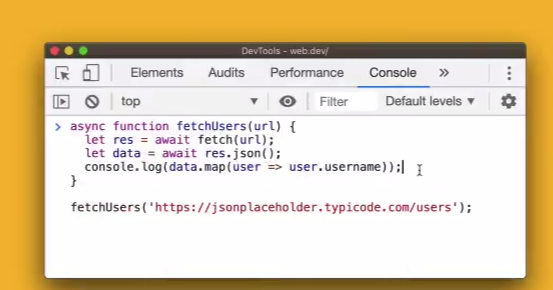 DevTools - web.dev/
Elements Audits Performance Console »
top Filter Default levels
> async function fetchUsers(url) {
let res = await fetch(url);
let data = await res.json();
console.log(data.map(user => user.username));
}
fetchUsers('https://jsonplaceholder.typicode.com/users');